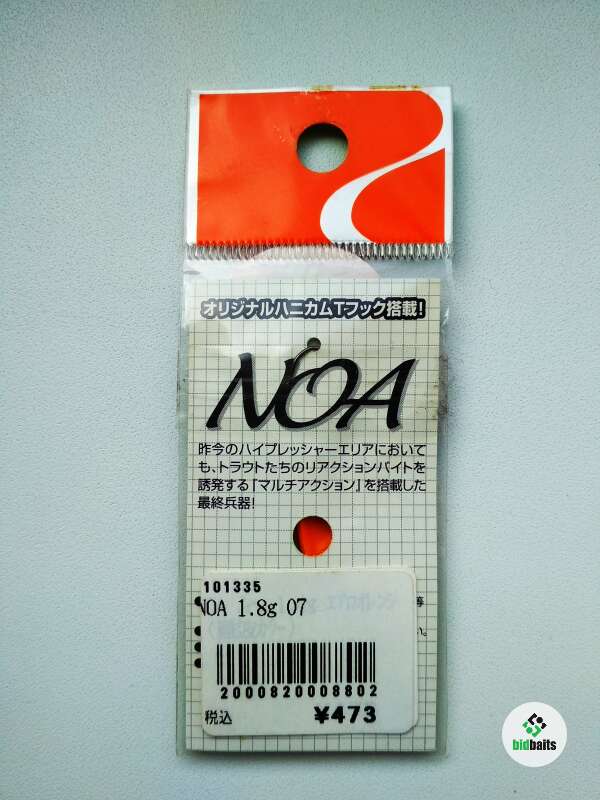 オリジナルハニカムTフック搭載!
NOA
昨今のハイプレッシャーエリアにおいて
も、トラウトたちのリアクションバイトを
誘発する『マルチアクション』を搭載した
最終兵器!
101335
NOA 1.8g 07
等
2000820008802
税込 ¥473
bidbaits